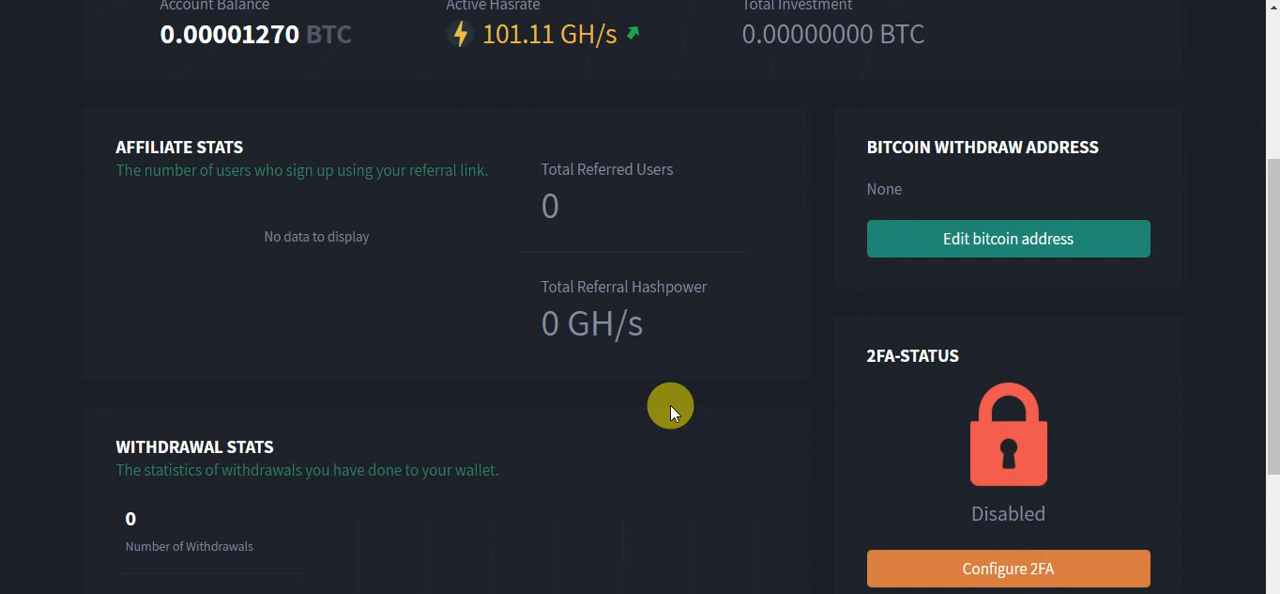 Account Balance
Active Hasrate
Total Investment
0.00001270 BTC
101.11 GH/s
0.00000000 BTC
AFFILIATE STATS
The number of users who sign up using your referral link.
No data to display
Total Referred Users
0
Total Referral Hashpower
0 GH/s
BITCOIN WITHDRAW ADDRESS
None
Edit bitcoin address
2FA-STATUS
Disabled
Configure 2FA
WITHDRAWAL STATS
The statistics of withdrawals you have done to your wallet.
0
Number of Withdrawals